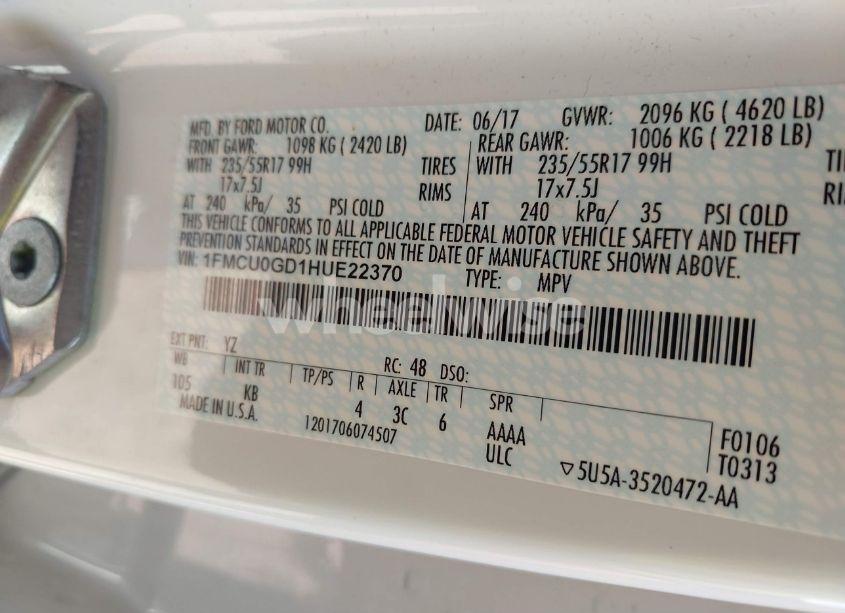 MFD. BY FORD MOTOR CO. DATE: 06/17 GVWR: 2096 KG ( 4620 LB)
FRONT GAWR: 1098 KG ( 2420 LB) REAR GAWR: 1006 KG ( 2218 LB)
WITH 235/55R17 99H TIRES WITH 235/55R17 99H
17x7.5J RIMS 17x7.5J
AT 240 kPa/ 35 PSI COLD AT 240 kPa/ 35 PSI COLD
THIS VEHICLE CONFORMS TO ALL APPLICABLE FEDERAL MOTOR VEHICLE SAFETY AND THEFT
PREVENTION STANDARDS IN EFFECT ON THE DATE OF MANUFACTURE SHOWN ABOVE.
VIN: 1FMCU0GD1HUE22370 TYPE: MPV
wheelwise
EXT PNT: YZ RC: 48 DSO:
WB INT TR TP/PS R AXLE TR SPR
105 KB 4 3C 6 AAAA F0106
MADE IN U.S.A. 1201706074507 ULC T0313
▽5U5A-3520472-AA